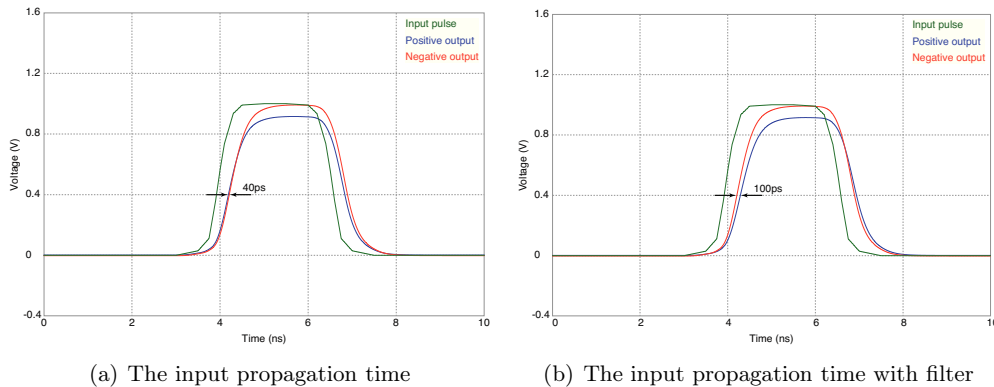 1.6
1.2
0.8
0.4
0
-0.4
Voltage (V)
Input pulse
Positive output
Negative output
40ps
0 2 4 6 8 10
Time (ns)
(a) The input propagation time
1.6
1.2
0.8
0.4
0
-0.4
Voltage (V)
Input pulse
Positive output
Negative output
100ps
0 2 4 6 8 10
Time (ns)
(b) The input propagation time with filter